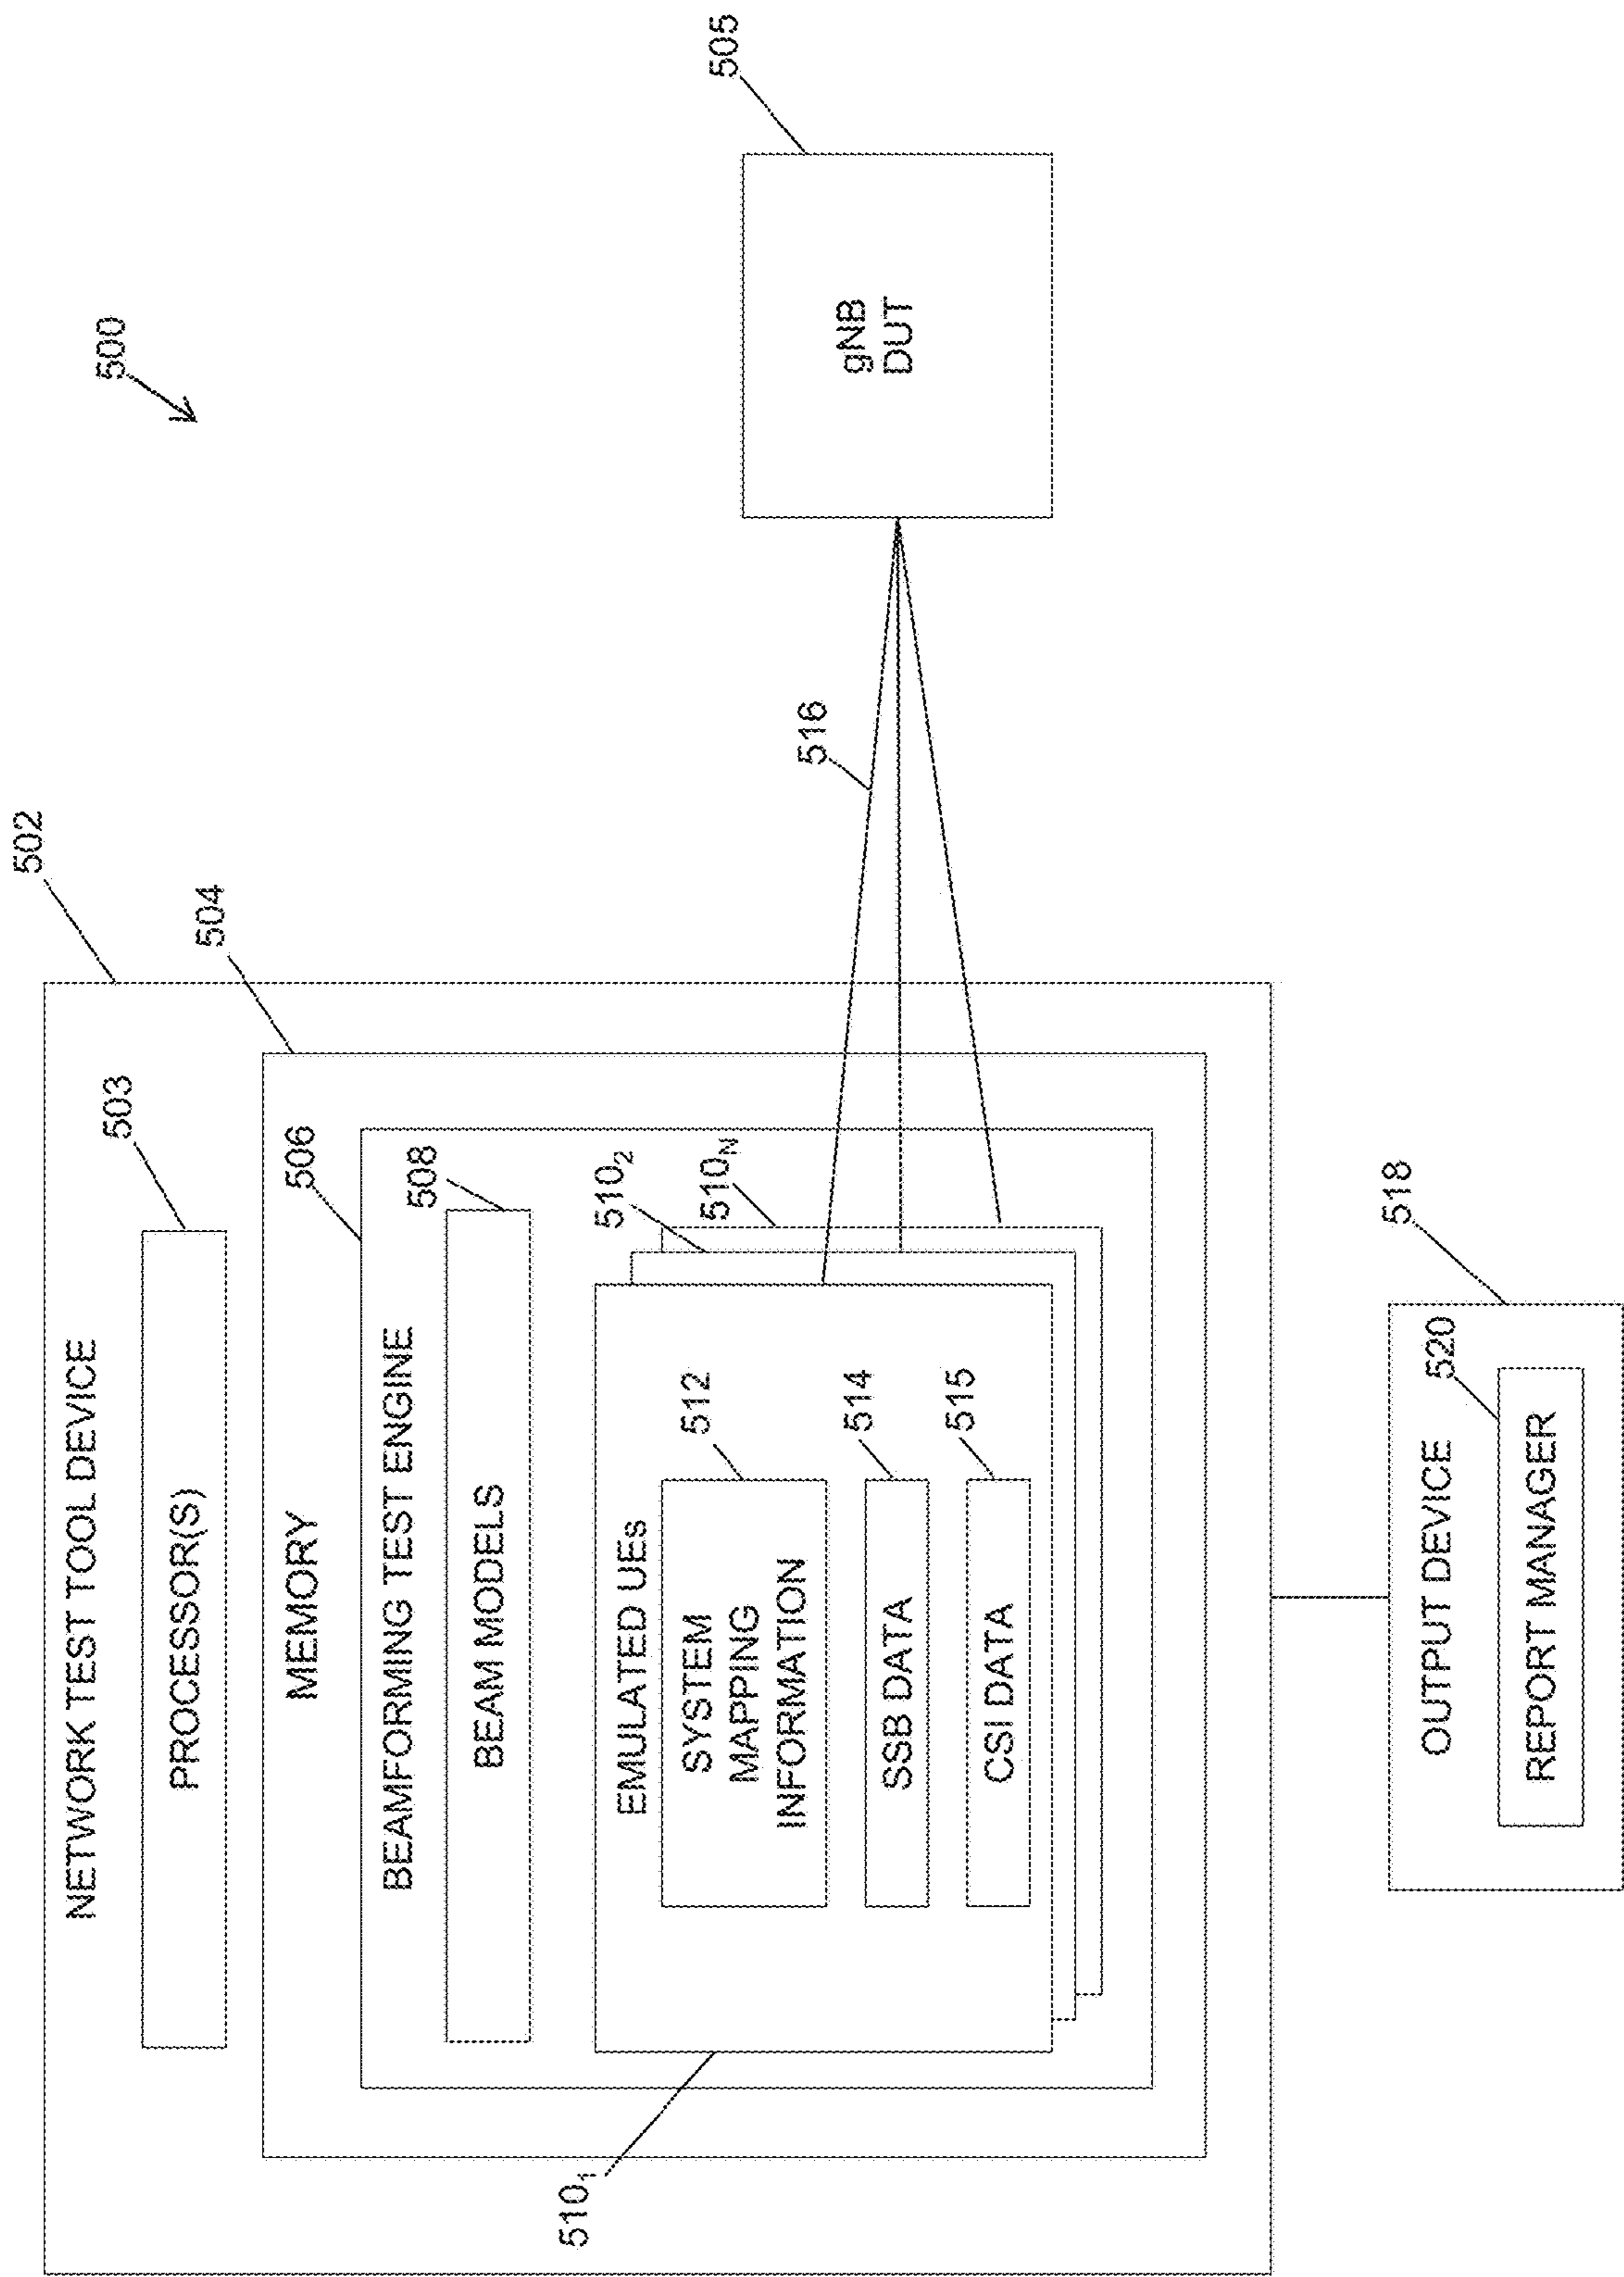 500
502
NETWORK TEST TOOL DEVICE
503
PROCESSOR(S)
504
MEMORY
506
BEAMFORMING TEST ENGINE
508
BEAM MODELS
510₁
510₂
510N
EMULATED UEs
512
SYSTEM
MAPPING
INFORMATION
514
SSB DATA
515
CSI DATA
516
505
gNB
DUT
518
OUTPUT DEVICE
520
REPORT MANAGER